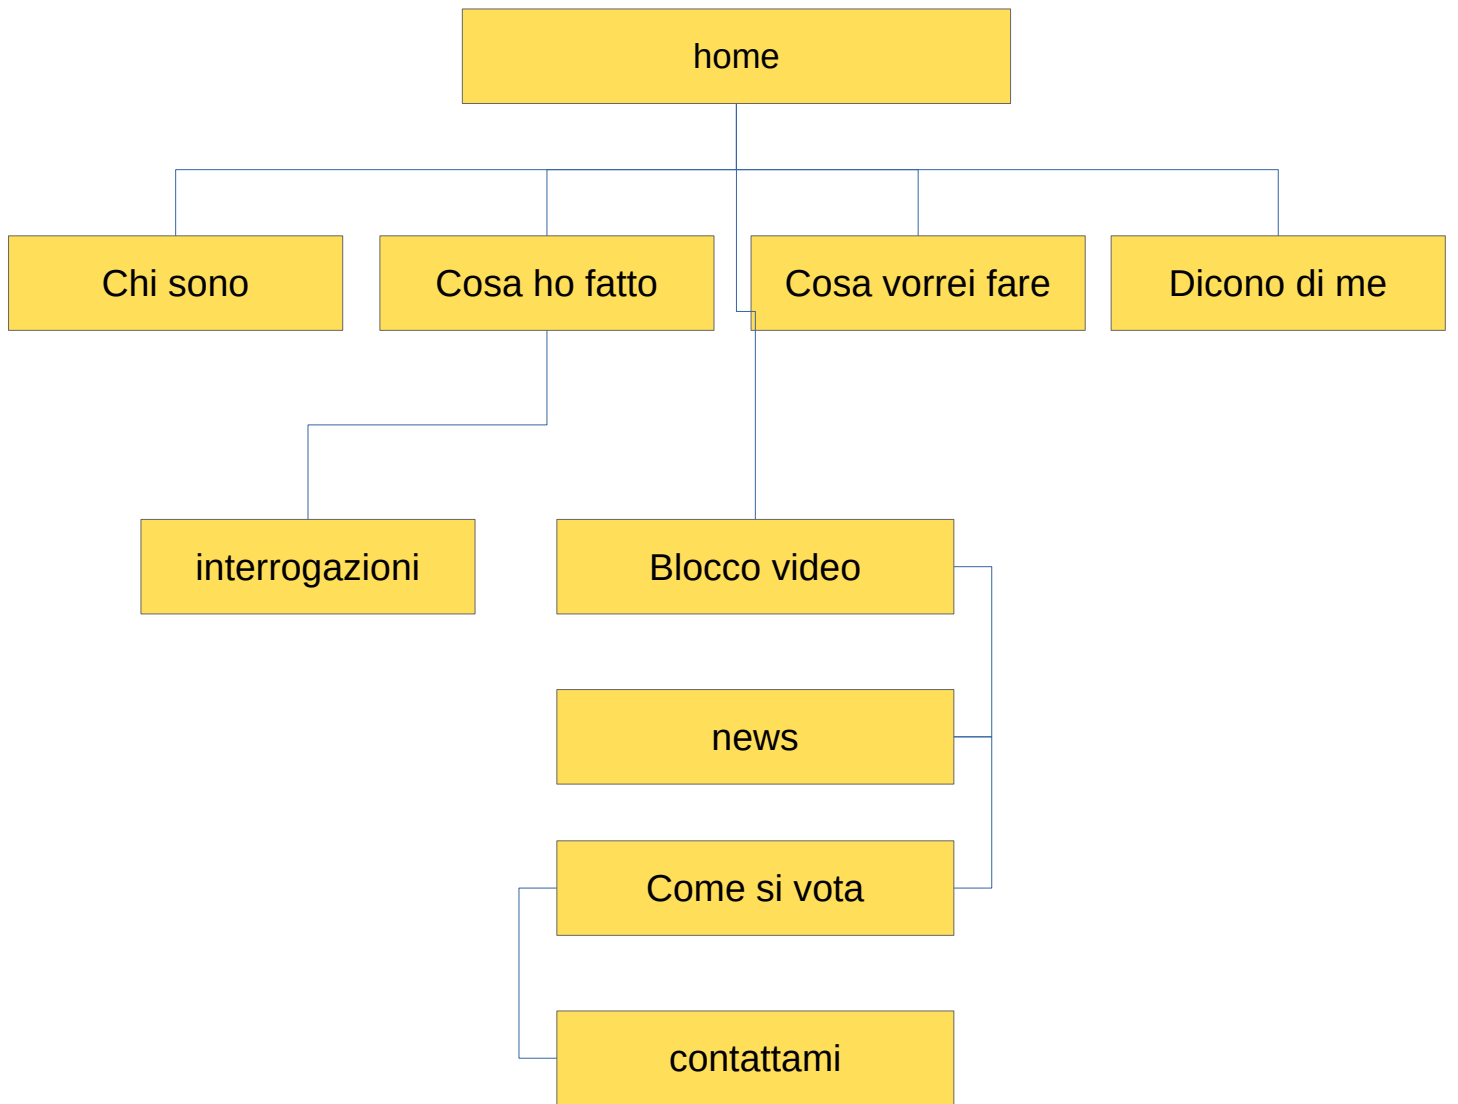 home
Chi sono
Cosa ho fatto
Cosa vorrei fare
Dicono di me
interrogazioni
Blocco video
news
Come si vota
contattami